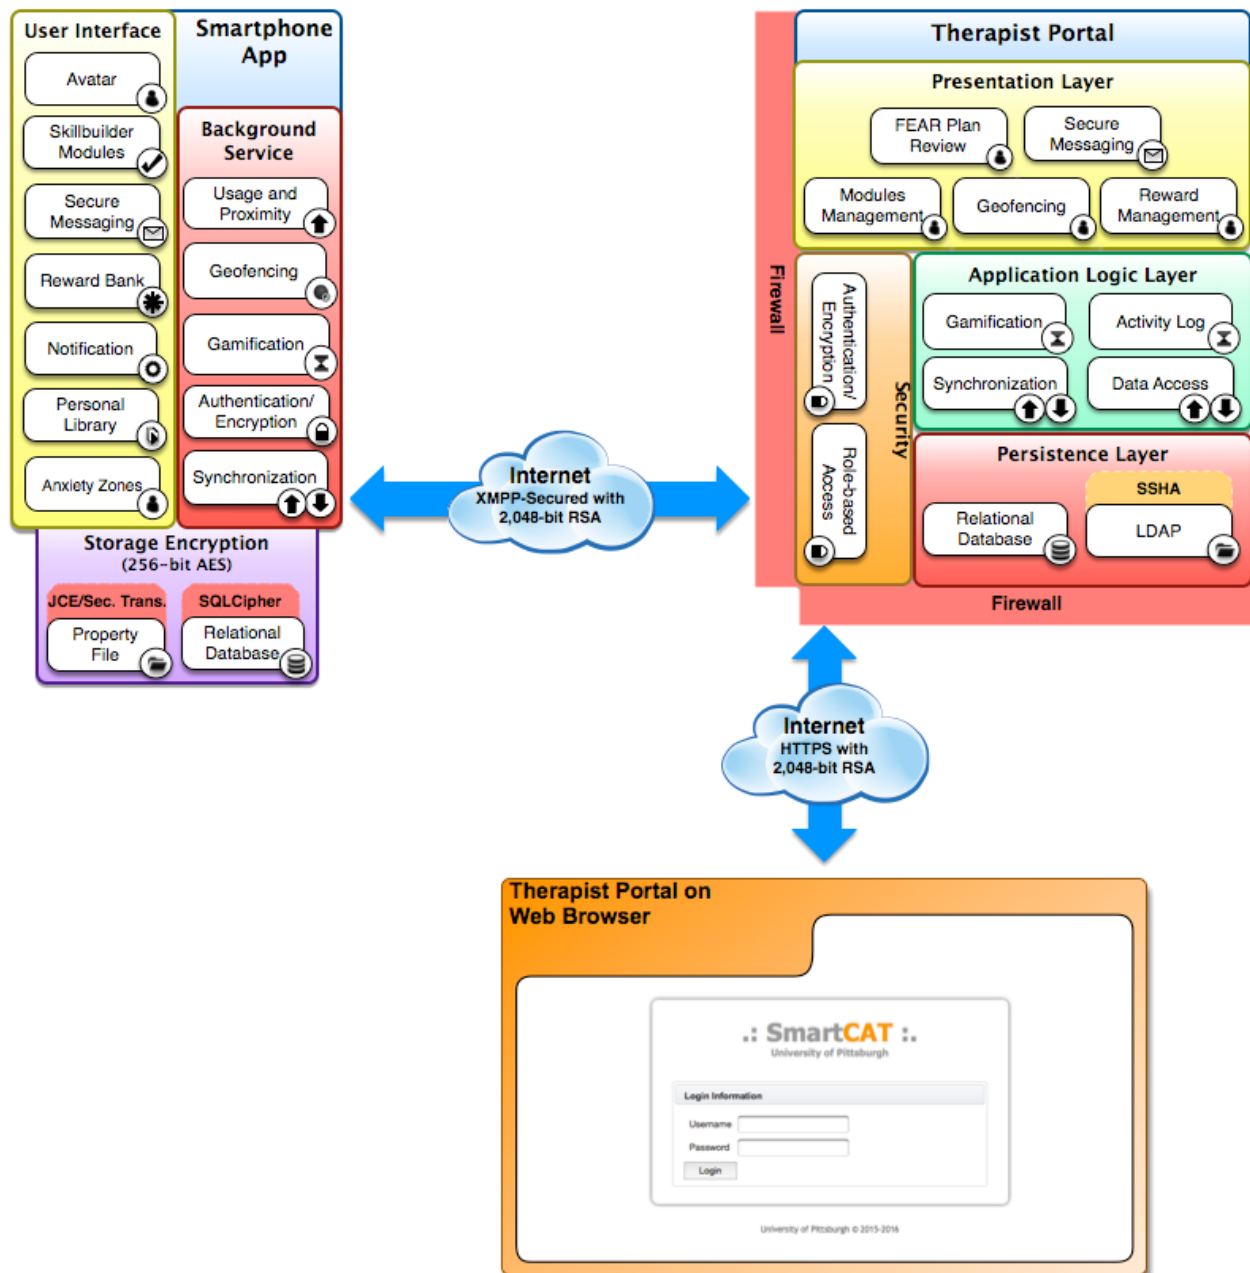 User Interface
Avatar
Skillbuilder
Modules
Secure
Messaging
Reward Bank
Notification
Personal
Library
Anxiety Zones
Smartphone
App
Background
Service
Usage and
Proximity
Geofencing
Gamification
Authentication/
Encryption
Synchronization
Storage Encryption
(256-bit AES)
JCE/Sec. Trans.
Property
File
SQLCipher
Relational
Database
Internet
XMPP-Secured with
2,048-bit RSA
Firewall
Therapist Portal
Presentation Layer
FEAR Plan
Review
Secure
Messaging
Modules
Management
Geofencing
Reward
Management
Authentication/
Encryption
Role-based
Access
Security
Application Logic Layer
Gamification
Activity Log
Synchronization
Data Access
Persistence Layer
Relational
Database
SSHA
LDAP
Firewall
Internet
HTTPS with
2,048-bit RSA
Therapist Portal on
Web Browser
.: SmartCAT :.
University of Pittsburgh
Login Information
Username
Password
Login
University of Pittsburgh © 2015-2016